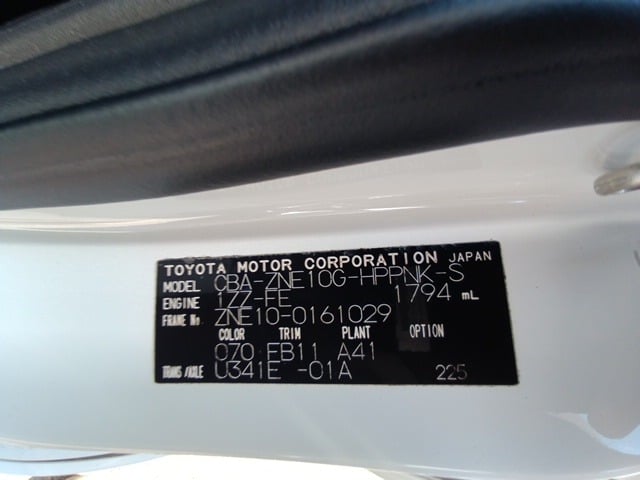 TOYOTA MOTOR CORPORATION JAPAN
MODEL CBA-ZNE10G-HPPNK-S
ENGINE 1ZZ-FE 1794 mL
FRAME No ZNE10-0161029
COLOR TRIM PLANT OPTION
070 FB11 A41
TRANS/AXLE U341E -01A 225